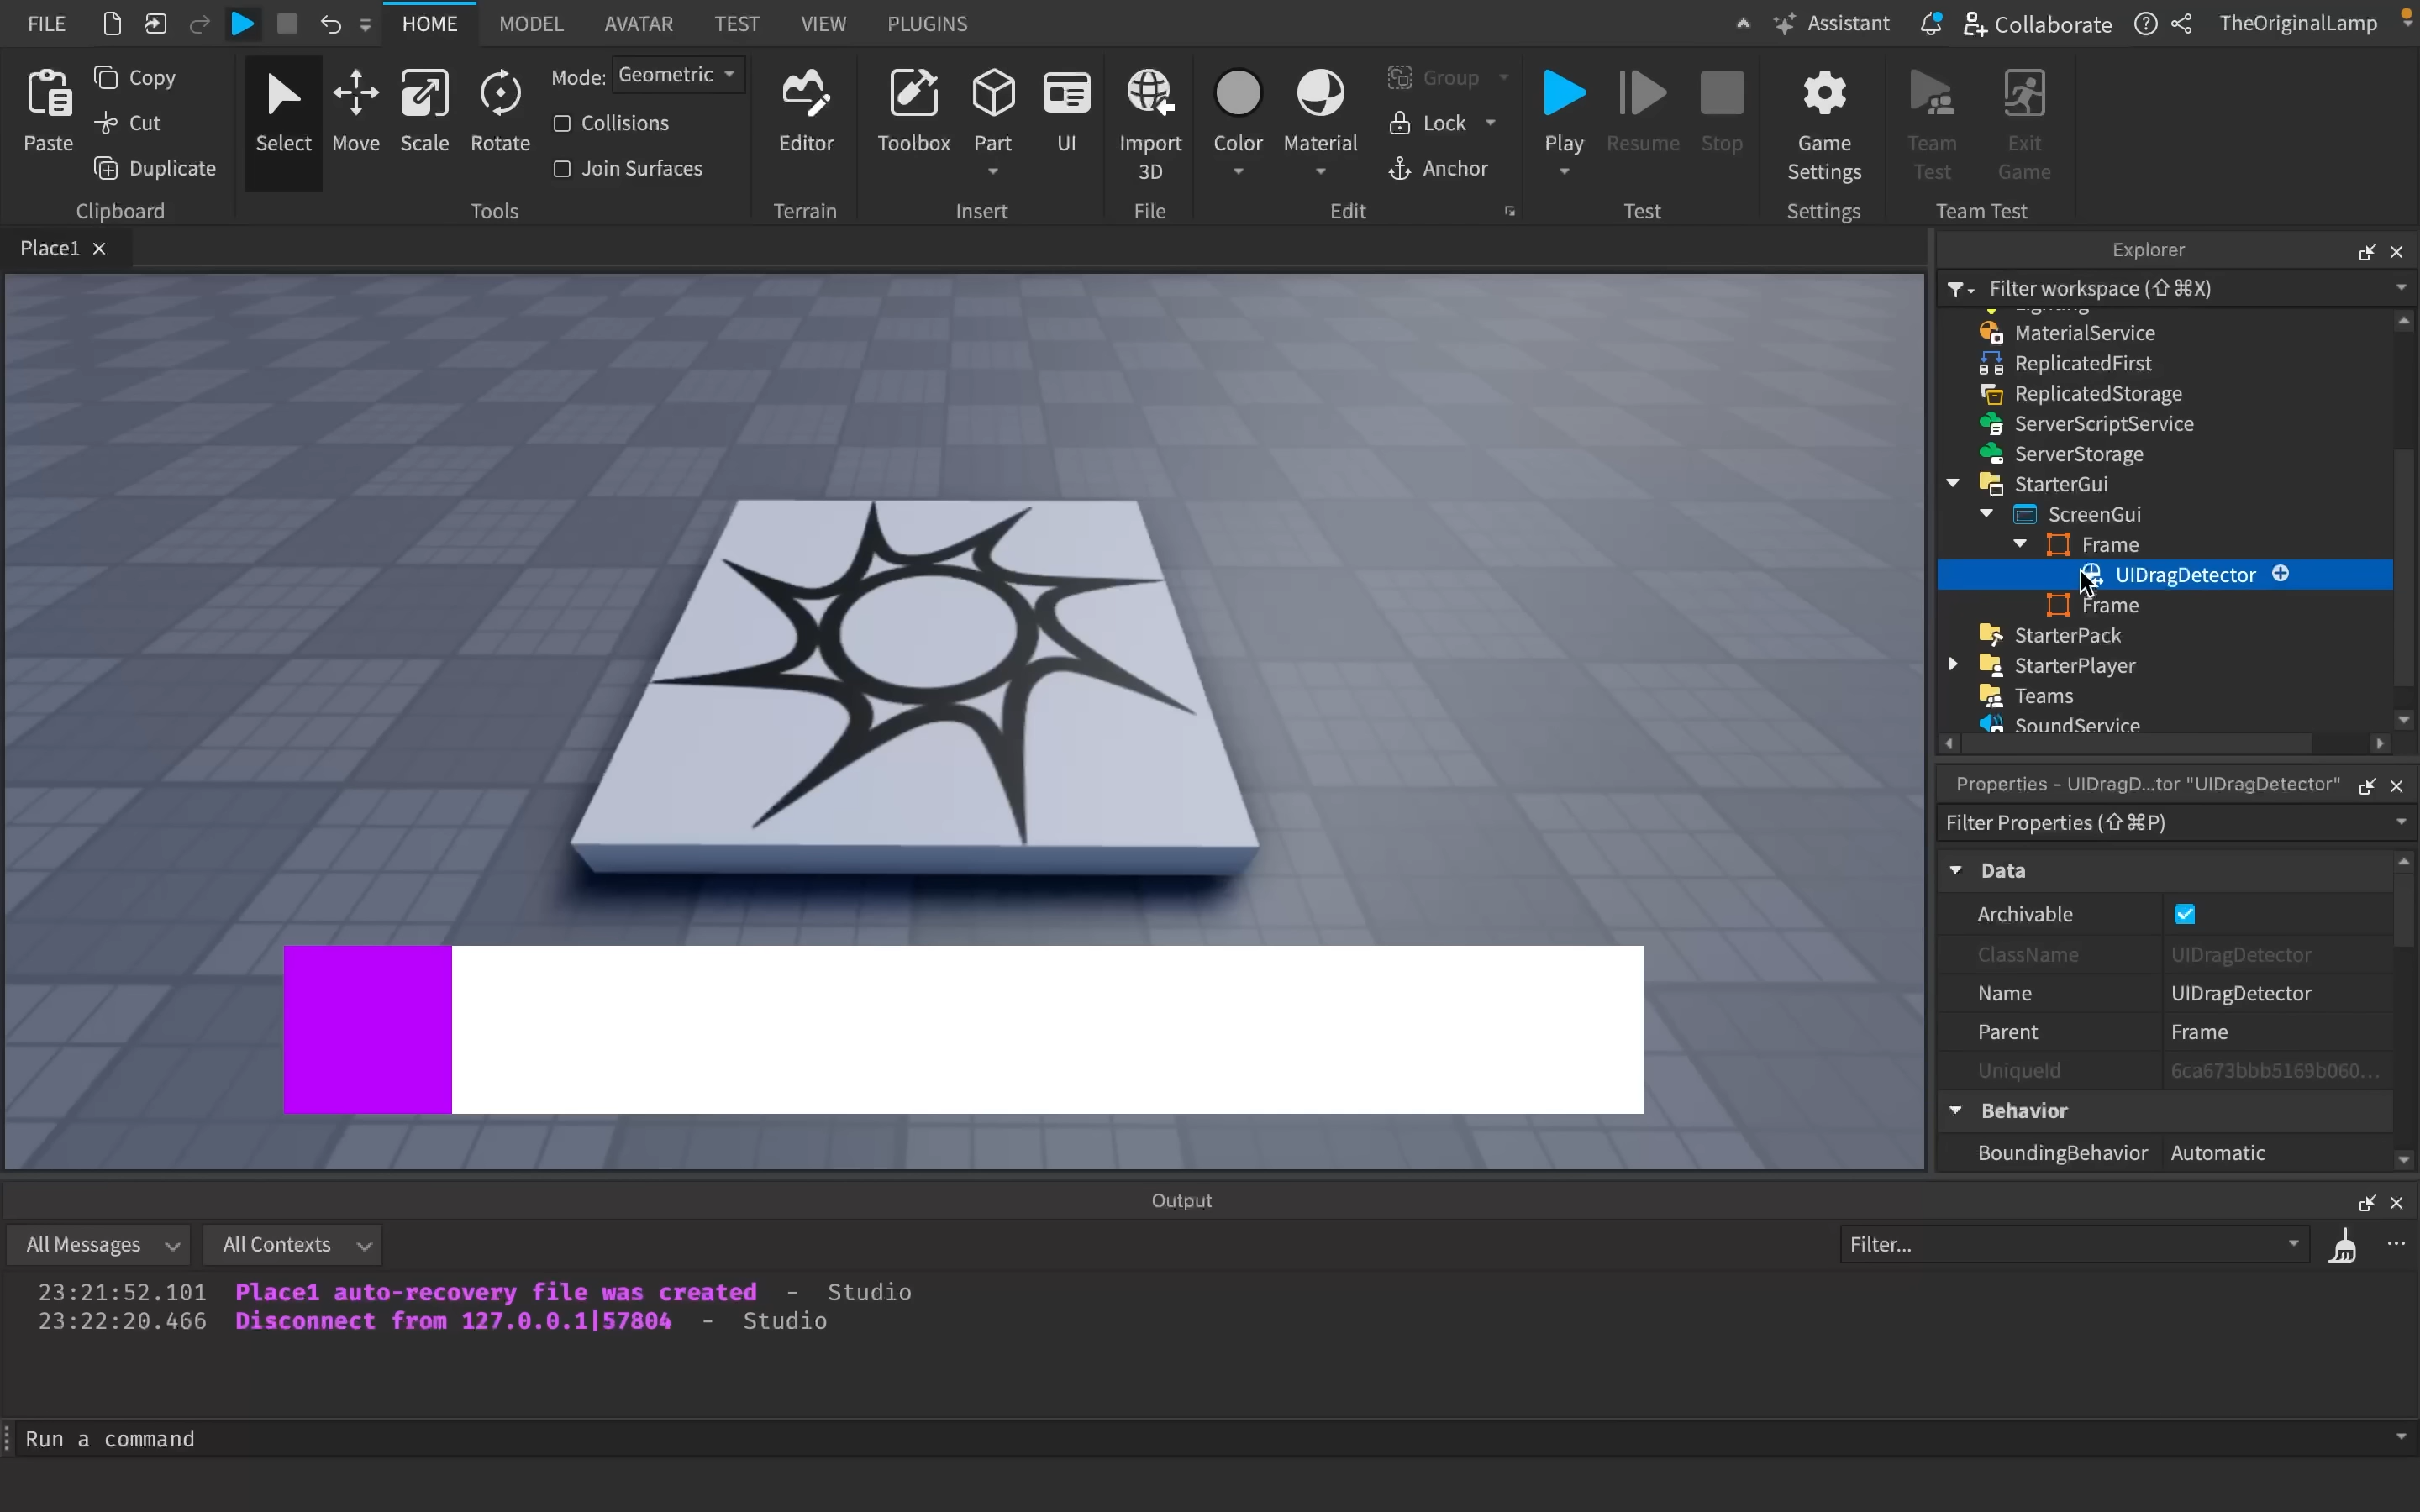 FILE HOME MODEL AVATAR TEST VIEW PLUGINS Assistant Collaborate TheOriginalLamp
Paste Copy Cut Duplicate
Clipboard
Select Move Scale Rotate Mode: Geometric
Collisions
Join Surfaces
Tools
Editor
Terrain
Toolbox Part UI
Insert
Import 3D
File
Color Material Group
Lock
Anchor
Edit
Play Resume Stop
Test
Game Settings
Settings
Team Test Exit Game
Team Test
Place1
Explorer
Filter workspace (⇧⌘X)
Lighting
MaterialService
ReplicatedFirst
ReplicatedStorage
ServerScriptService
ServerStorage
StarterGui
ScreenGui
Frame
UIDragDetector
Frame
StarterPack
StarterPlayer
Teams
SoundService
Properties - UIDragD...tor "UIDragDetector"
Filter Properties (⇧⌘P)
Data
Archivable
ClassName UIDragDetector
Name UIDragDetector
Parent Frame
UniqueId 6ca673bbb5169b060...
Behavior
BoundingBehavior Automatic
Output
All Messages All Contexts Filter...
23:21:52.101 Place1 auto-recovery file was created - Studio
23:22:20.466 Disconnect from 127.0.0.1|57804 - Studio
Run a command